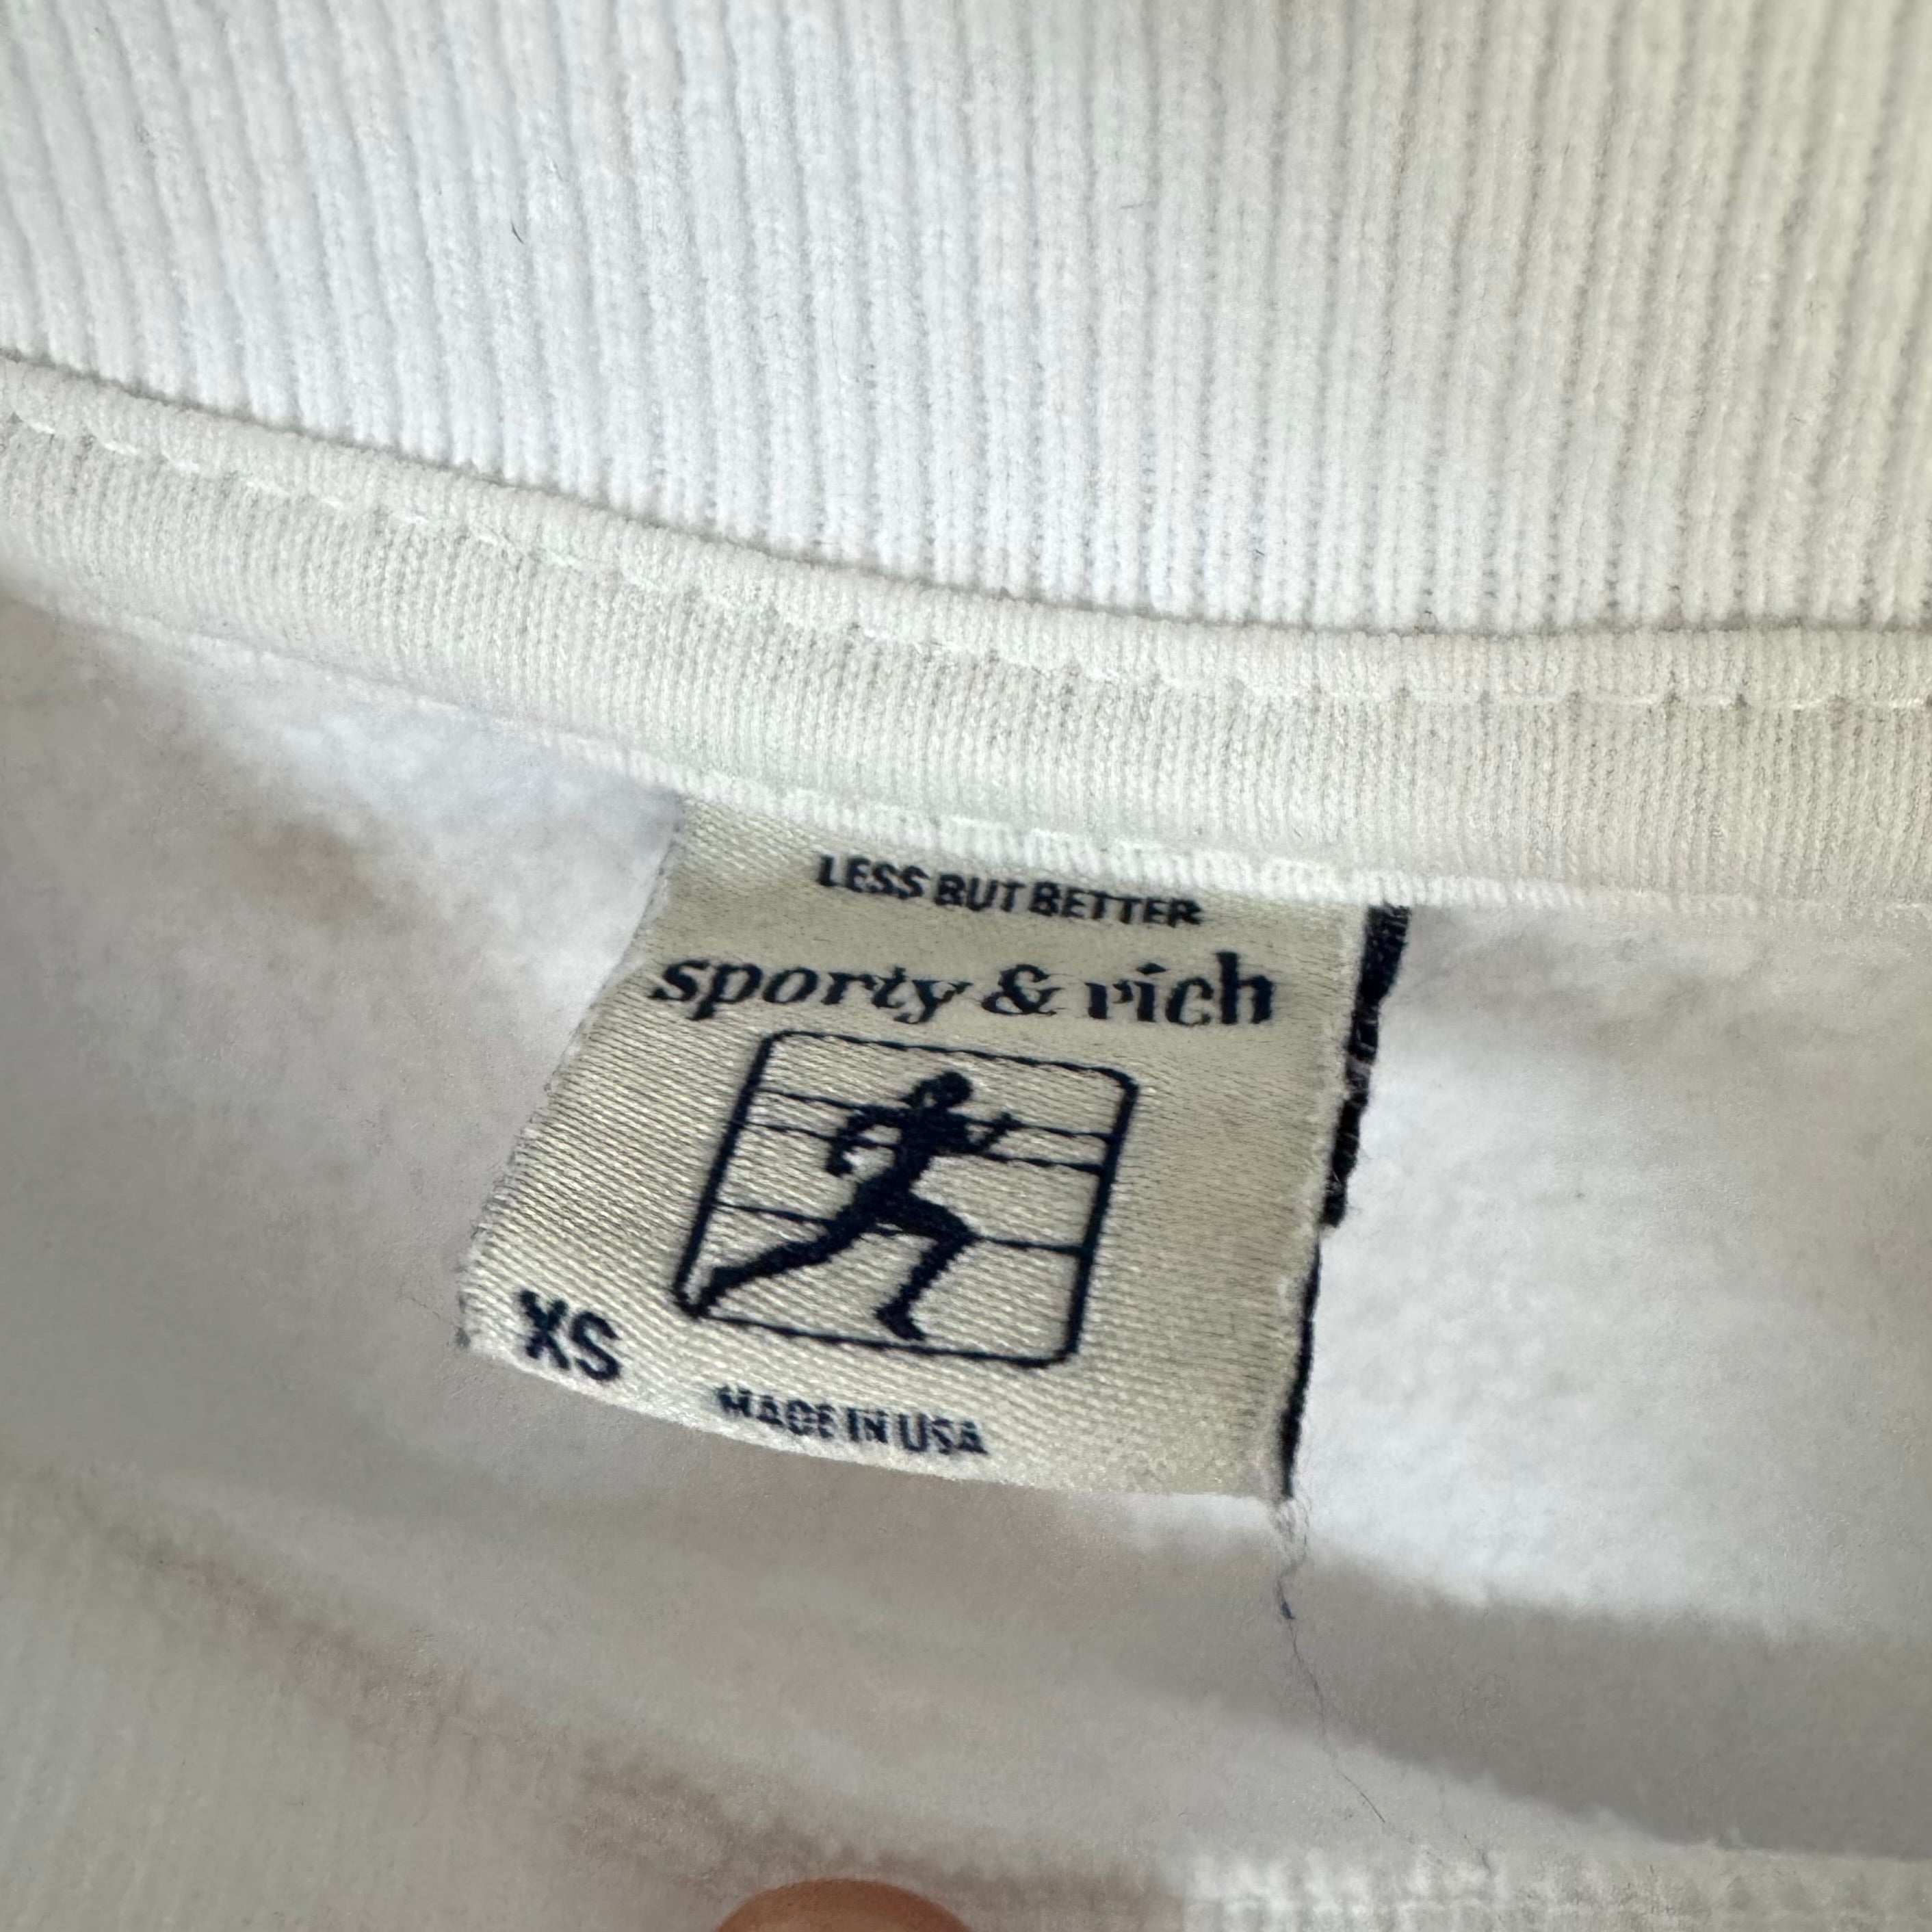 LESS BUT BETTER
sporty & rich
XS
MADE IN USA